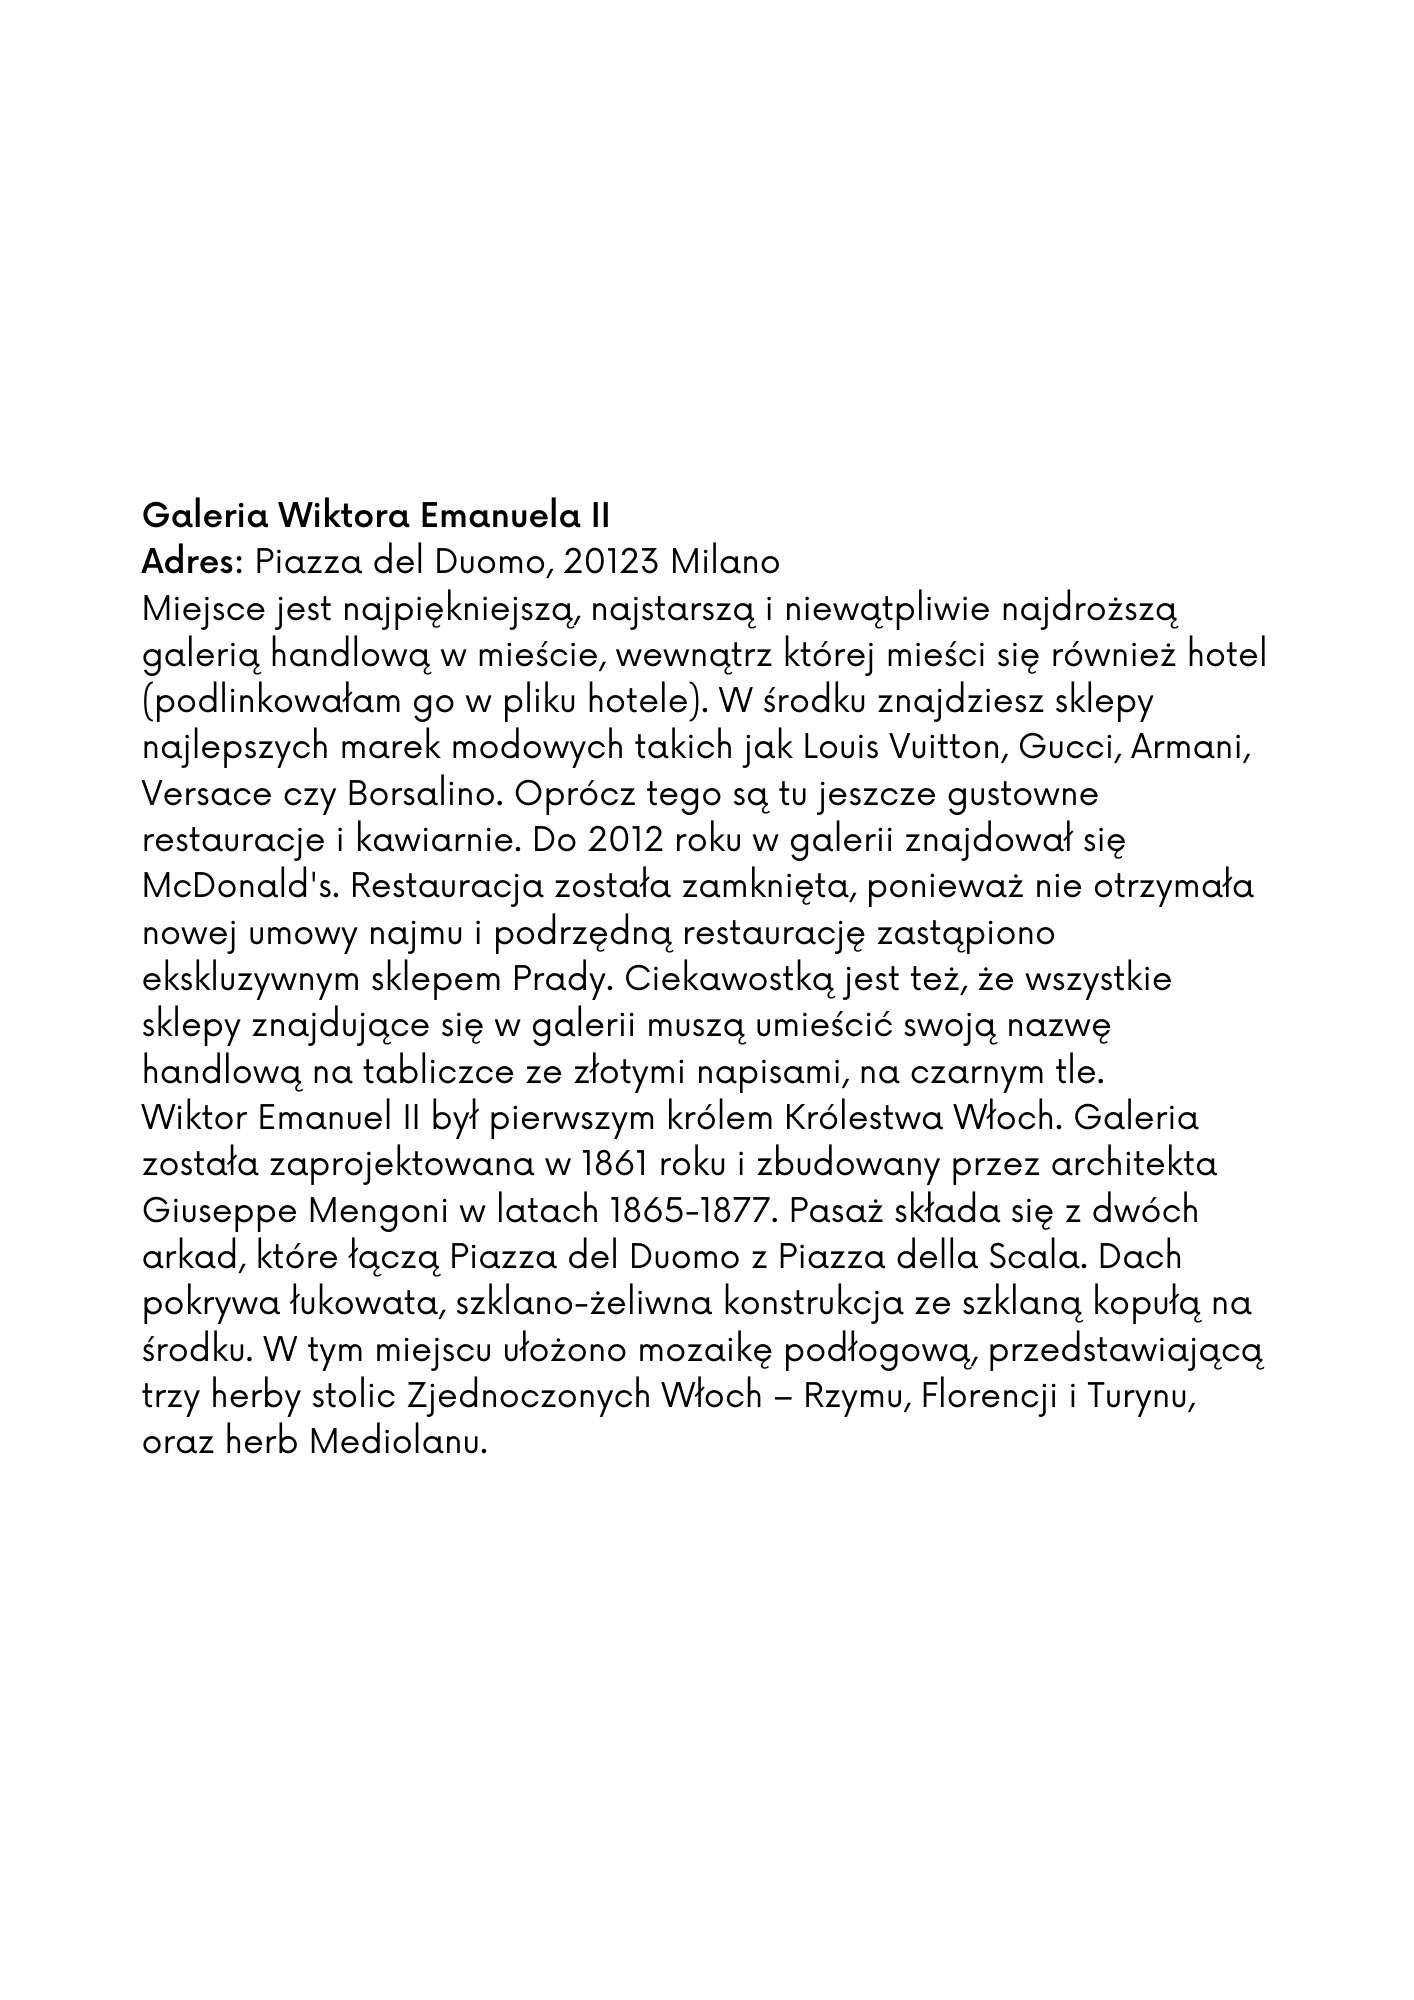 Galeria Wiktora Emanuela II
Adres: Piazza del Duomo, 20123 Milano
Miejsce jest najpiękniejszą, najstarszą i niewątpliwie najdroższą
galerią handlową w mieście, wewnątrz której mieści się również hotel
(podlinkowałam go w pliku hotele). W środku znajdziesz sklepy
najlepszych marek modowych takich jak Louis Vuitton, Gucci, Armani,
Versace czy Borsalino. Oprócz tego są tu jeszcze gustowne
restauracje i kawiarnie. Do 2012 roku w galerii znajdował się
McDonald's. Restauracja została zamknięta, ponieważ nie otrzymała
nowej umowy najmu i podrzędną restaurację zastąpiono
ekskluzywnym sklepem Prady. Ciekawostką jest też, że wszystkie
sklepy znajdujące się w galerii muszą umieścić swoją nazwę
handlową na tabliczce ze złotymi napisami, na czarnym tle.
Wiktor Emanuel II był pierwszym królem Królestwa Włoch. Galeria
została zaprojektowana w 1861 roku i zbudowany przez architekta
Giuseppe Mengoni w latach 1865-1877. Pasaż składa się z dwóch
arkad, które łączą Piazza del Duomo z Piazza della Scala. Dach
pokrywa łukowata, szklano-żeliwna konstrukcja ze szklaną kopułą na
środku. W tym miejscu ułożono mozaikę podłogową, przedstawiającą
trzy herby stolic Zjednoczonych Włoch – Rzymu, Florencji i Turynu,
oraz herb Mediolanu.